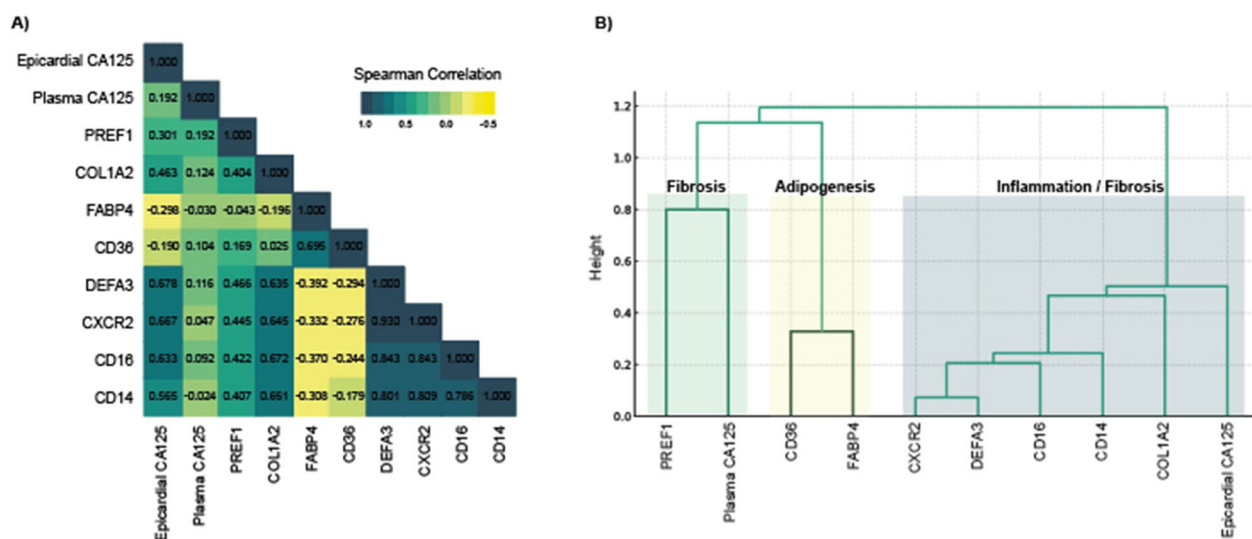 A)
Epicardial CA125 1.000
Plasma CA125 0.192 1.000
PREF1 0.301 0.192 1.000
COL1A2 0.463 0.124 0.404 1.000
FABP4 -0.298 -0.030 -0.043 -0.196 1.000
CD36 -0.190 0.104 0.169 0.025 0.695 1.000
DEFA3 0.678 0.116 0.466 0.635 -0.392 -0.294 1.000
CXCR2 0.667 0.047 0.445 0.645 -0.332 -0.276 0.930 1.000
CD16 0.633 0.092 0.422 0.672 -0.370 -0.244 0.843 0.843 1.000
CD14 0.565 -0.024 0.407 0.661 -0.308 -0.179 0.801 0.809 0.786 1.000
Epicardial CA125
Plasma CA125
PREF1
COL1A2
FABP4
CD36
DEFA3
CXCR2
CD16
CD14
Spearman Correlation
1.0 0.5 0.0 -0.5
B)
Height
1.2
1.0
0.8
0.6
0.4
0.2
0.0
Fibrosis
Adipogenesis
Inflammation / Fibrosis
PREF1
Plasma CA125
CD36
FABP4
CXCR2
DEFA3
CD16
CD14
COL1A2
Epicardial CA125